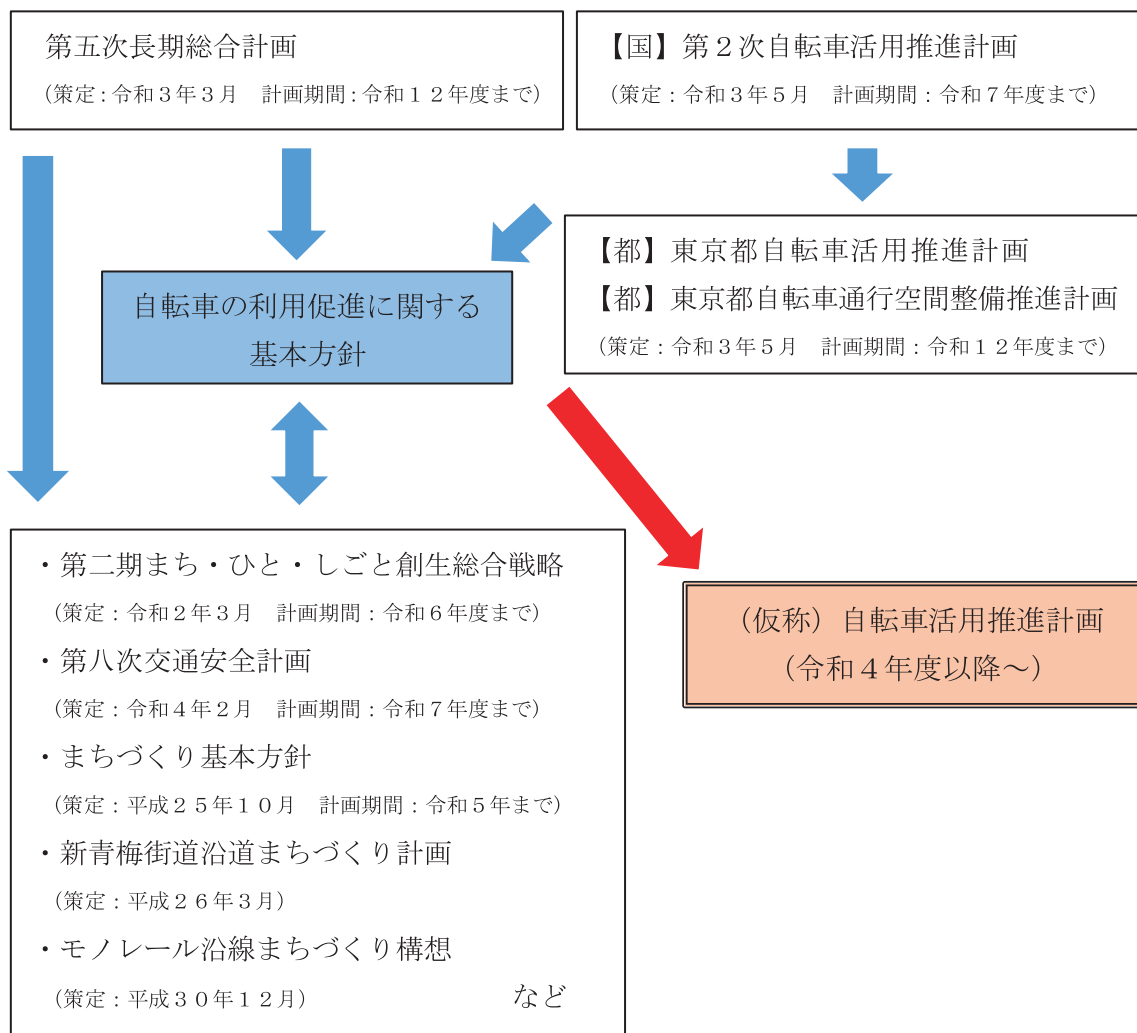 第五次長期総合計画
（策定：令和３年３月　計画期間：令和１２年度まで）
【国】第２次自転車活用推進計画
（策定：令和３年５月　計画期間：令和７年度まで）
【都】東京都自転車活用推進計画
【都】東京都自転車通行空間整備推進計画
（策定：令和３年５月　計画期間：令和１２年度まで）
自転車の利用促進に関する
基本方針
・第二期まち・ひと・しごと創生総合戦略
（策定：令和２年３月　計画期間：令和６年度まで）
・第八次交通安全計画
（策定：令和４年２月　計画期間：令和７年度まで）
・まちづくり基本方針
（策定：平成２５年１０月　計画期間：令和５年まで）
・新青梅街道沿道まちづくり計画
（策定：平成２６年３月）
・モノレール沿線まちづくり構想
（策定：平成３０年１２月）　など
（仮称）自転車活用推進計画
（令和４年度以降～）